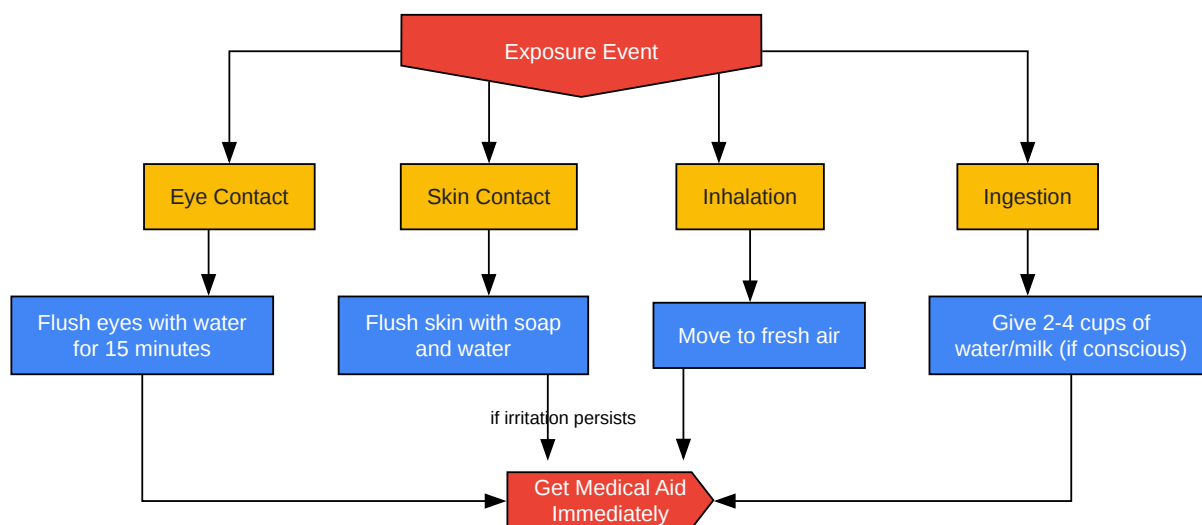 Exposure Event
Eye Contact
Skin Contact
Inhalation
Ingestion
Flush eyes with water
for 15 minutes
Flush skin with soap
and water
Move to fresh air
Give 2-4 cups of
water/milk (if conscious)
if irritation persists
Get Medical Aid
Immediately